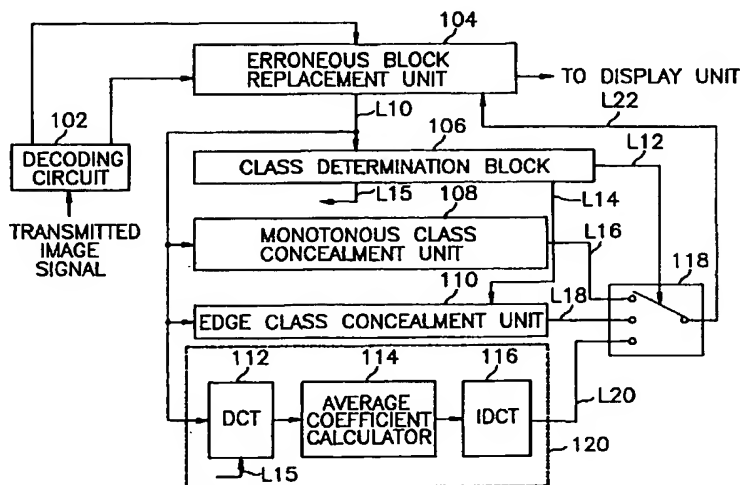 104
ERRONEOUS BLOCK
REPLACEMENT UNIT
TO DISPLAY UNIT
L10
L22
102
DECODING
CIRCUIT
TRANSMITTED
IMAGE
SIGNAL
106
CLASS DETERMINATION BLOCK
L12
L15
L14
108
MONOTONOUS CLASS
CONCEALMENT UNIT
L16
118
110
EDGE CLASS CONCEALMENT UNIT
L18
112
DCT
114
AVERAGE
COEFFICIENT
CALCULATOR
116
IDCT
L20
120
L15